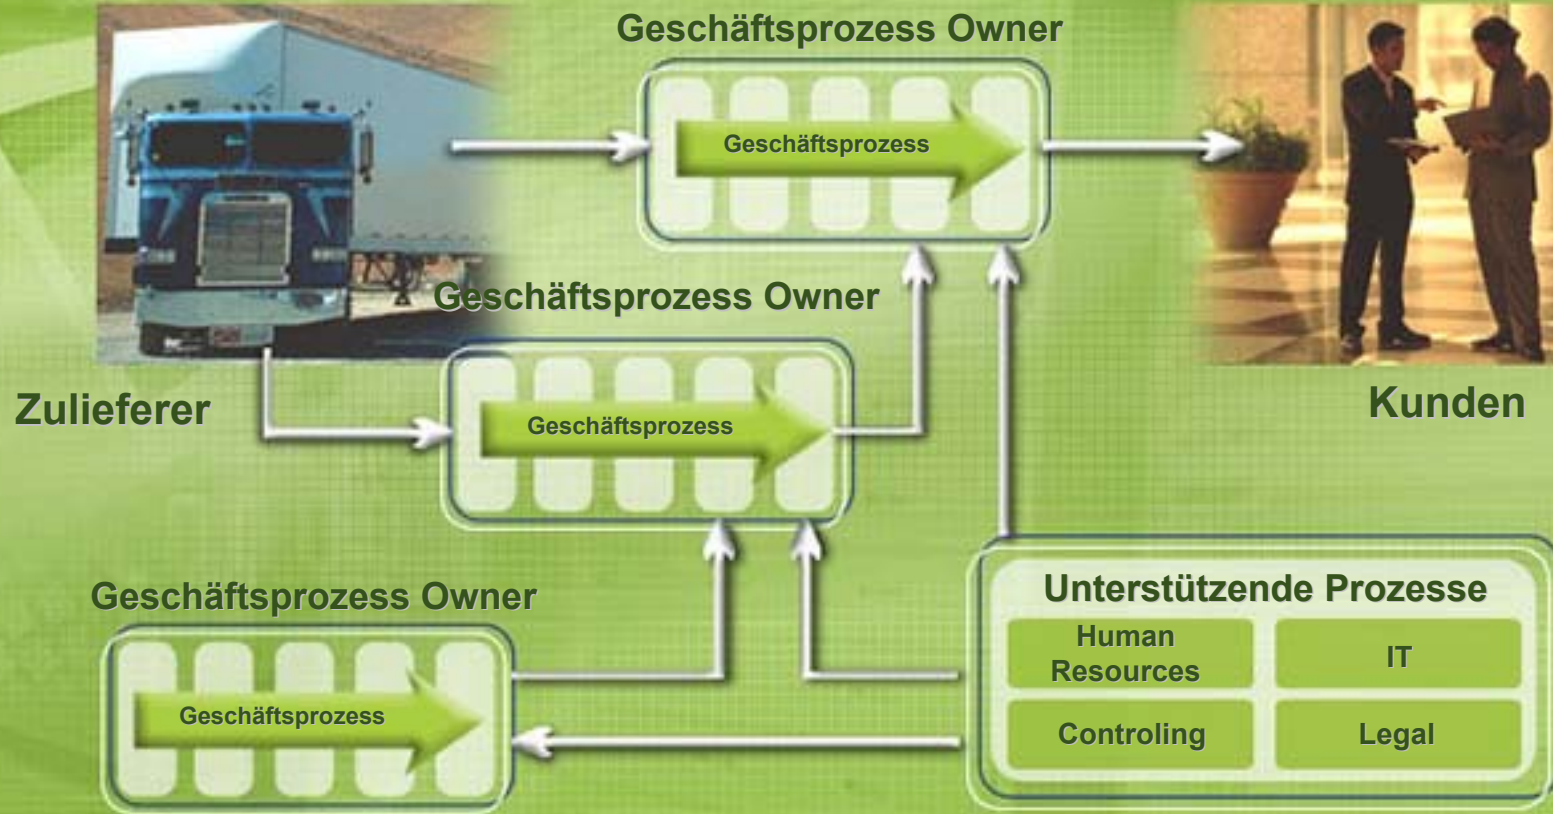 Geschäftsprozess Owner
Geschäftsprozess
Geschäftsprozess Owner
Zulieferer
Geschäftsprozess
Kunden
Geschäftsprozess Owner
Geschäftsprozess
Unterstützende Prozesse
Human
Resources
IT
Controling
Legal